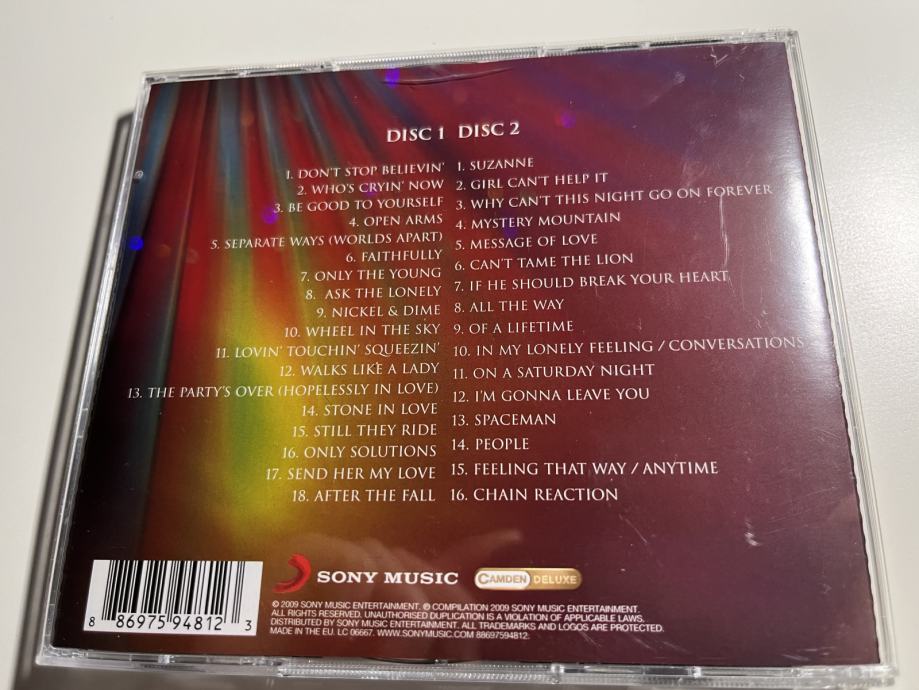 DISC 1 DISC 2
1. DON'T STOP BELIEVIN'
2. WHO'S CRYIN' NOW
3. BE GOOD TO YOURSELF
4. OPEN ARMS
5. SEPARATE WAYS (WORLDS APART)
6. FAITHFULLY
7. ONLY THE YOUNG
8. ASK THE LONELY
9. NICKEL & DIME
10. WHEEL IN THE SKY
11. LOVIN' TOUCHIN' SQUEEZIN'
12. WALKS LIKE A LADY
13. THE PARTY'S OVER (HOPELESSLY IN LOVE)
14. STONE IN LOVE
15. STILL THEY RIDE
16. ONLY SOLUTIONS
17. SEND HER MY LOVE
18. AFTER THE FALL
1. SUZANNE
2. GIRL CAN'T HELP IT
3. WHY CAN'T THIS NIGHT GO ON FOREVER
4. MYSTERY MOUNTAIN
5. MESSAGE OF LOVE
6. CAN'T TAME THE LION
7. IF HE SHOULD BREAK YOUR HEART
8. ALL THE WAY
9. OF A LIFETIME
10. IN MY LONELY FEELING / CONVERSATIONS
11. ON A SATURDAY NIGHT
12. I'M GONNA LEAVE YOU
13. SPACEMAN
14. PEOPLE
15. FEELING THAT WAY / ANYTIME
16. CHAIN REACTION
8 86975 94812 3
SONY MUSIC
CAMDEN DELUXE
© 2009 SONY MUSIC ENTERTAINMENT. ℗ COMPILATION 2009 SONY MUSIC ENTERTAINMENT.
ALL RIGHTS RESERVED. UNAUTHORISED DUPLICATION IS A VIOLATION OF APPLICABLE LAWS.
DISTRIBUTED BY SONY MUSIC ENTERTAINMENT. ALL TRADEMARKS AND LOGOS ARE PROTECTED.
MADE IN THE EU. LC 06667. WWW.SONYMUSIC.COM 88697594812.